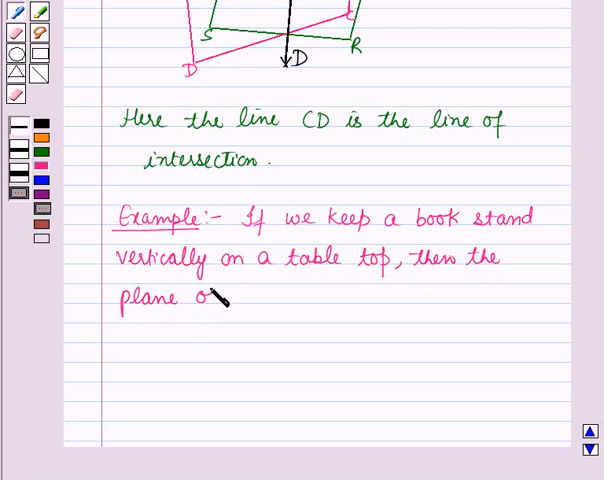 L
S
R
D
D
Here the line CD is the line of
intersection.
Example:- If we keep a book stand
vertically on a table top, then the
plane o